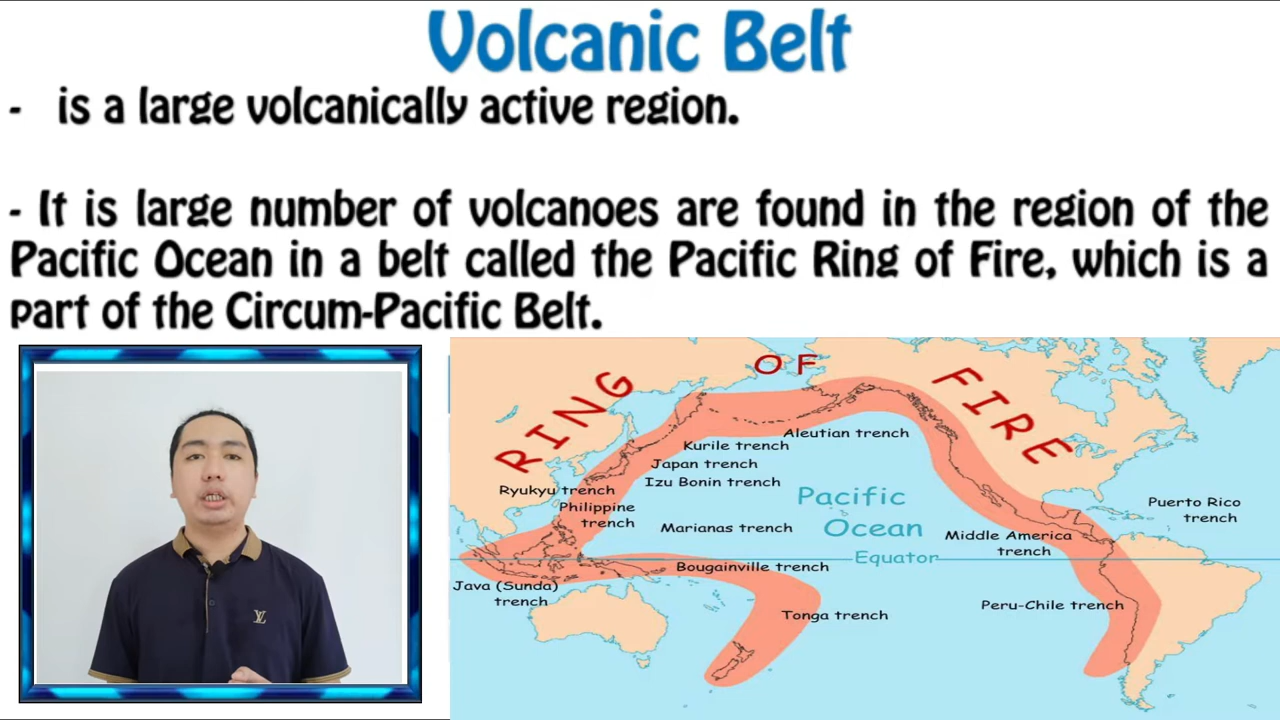 Volcanic Belt
- is a large volcanically active region.
- It is large number of volcanoes are found in the region of the
Pacific Ocean in a belt called the Pacific Ring of Fire, which is a
part of the Circum-Pacific Belt.
RING OF FIRE
Aleutian trench
Kurile trench
Japan trench
Izu Bonin trench
Ryukyu trench
Philippine
trench
Marianas trench
Pacific
Ocean
Equator
Bougainville trench
Java (Sunda)
trench
Tonga trench
Middle America
trench
Puerto Rico
trench
Peru-Chile trench
LV